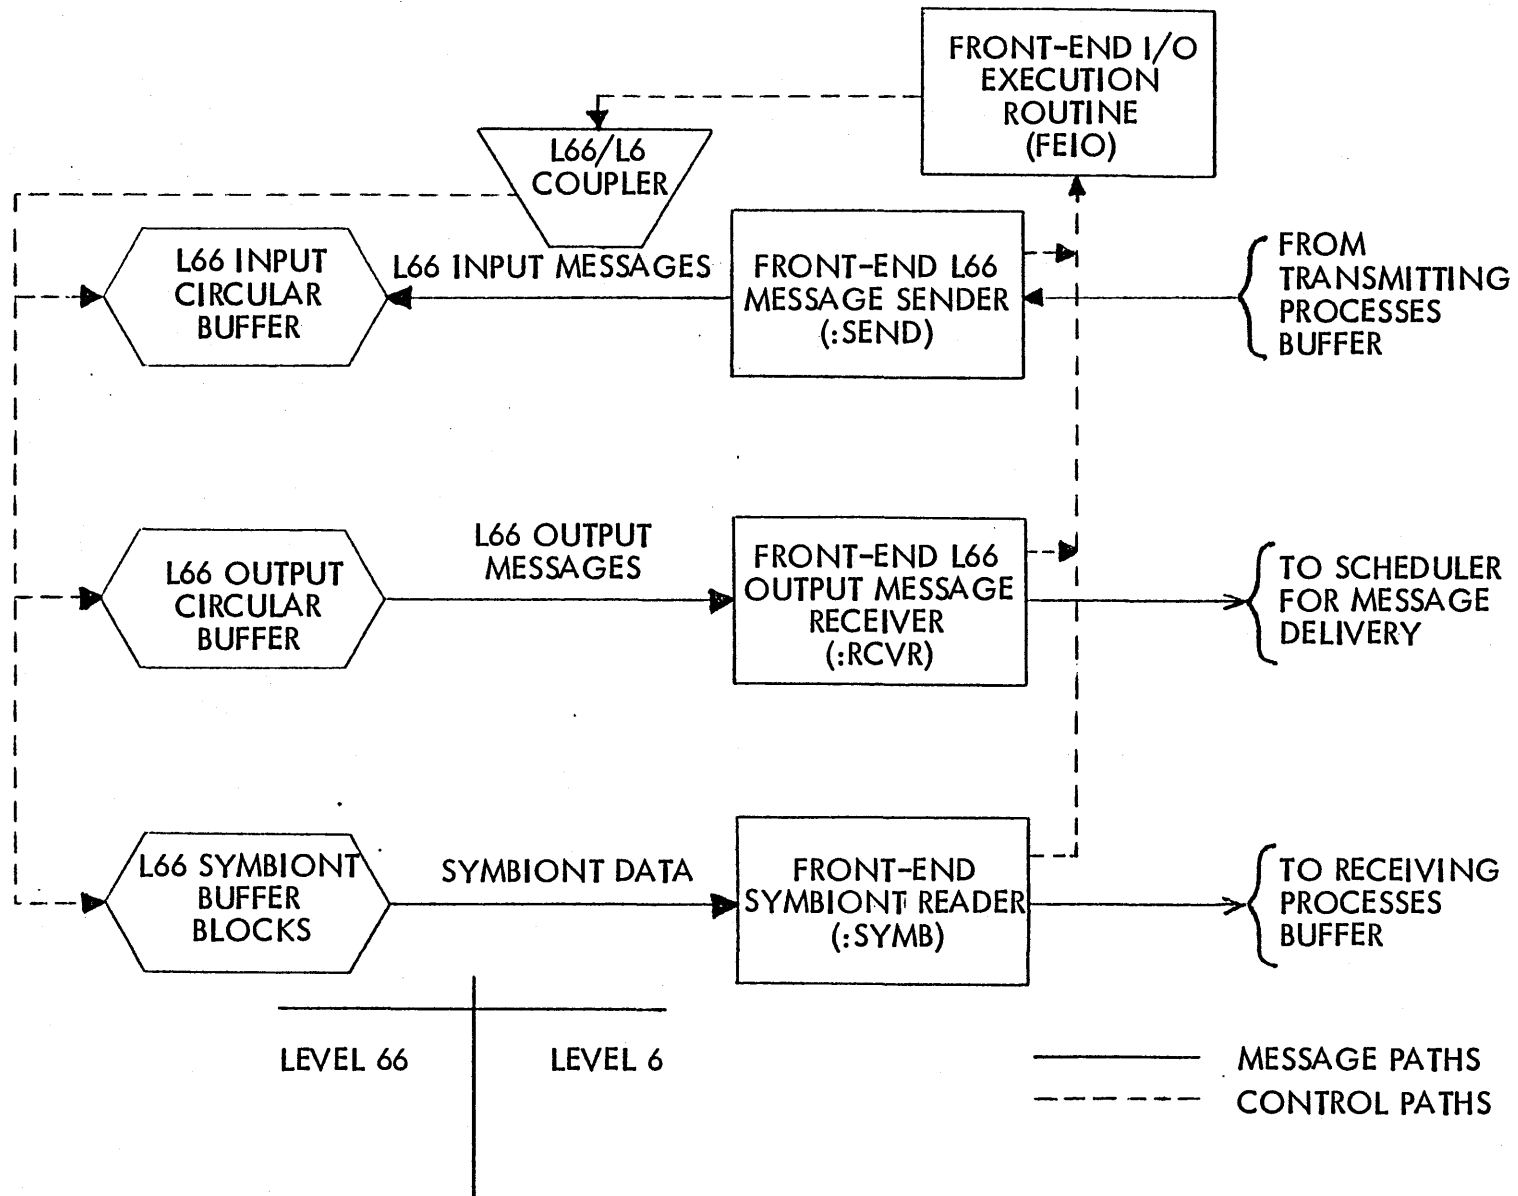 FRONT-END I/O
EXECUTION
ROUTINE
(FEIO)
L66/L6
COUPLER
L66 INPUT
CIRCULAR
BUFFER
L66 INPUT MESSAGES
FRONT-END L66
MESSAGE SENDER
(:SEND)
FROM
TRANSMITTING
PROCESSES
BUFFER
L66 OUTPUT
CIRCULAR
BUFFER
L66 OUTPUT
MESSAGES
FRONT-END L66
OUTPUT MESSAGE
RECEIVER
(:RCVR)
TO SCHEDULER
FOR MESSAGE
DELIVERY
L66 SYMBIONT
BUFFER
BLOCKS
SYMBIONT DATA
FRONT-END
SYMBIONT READER
(:SYMB)
TO RECEIVING
PROCESSES
BUFFER
LEVEL 66
LEVEL 6
MESSAGE PATHS
CONTROL PATHS